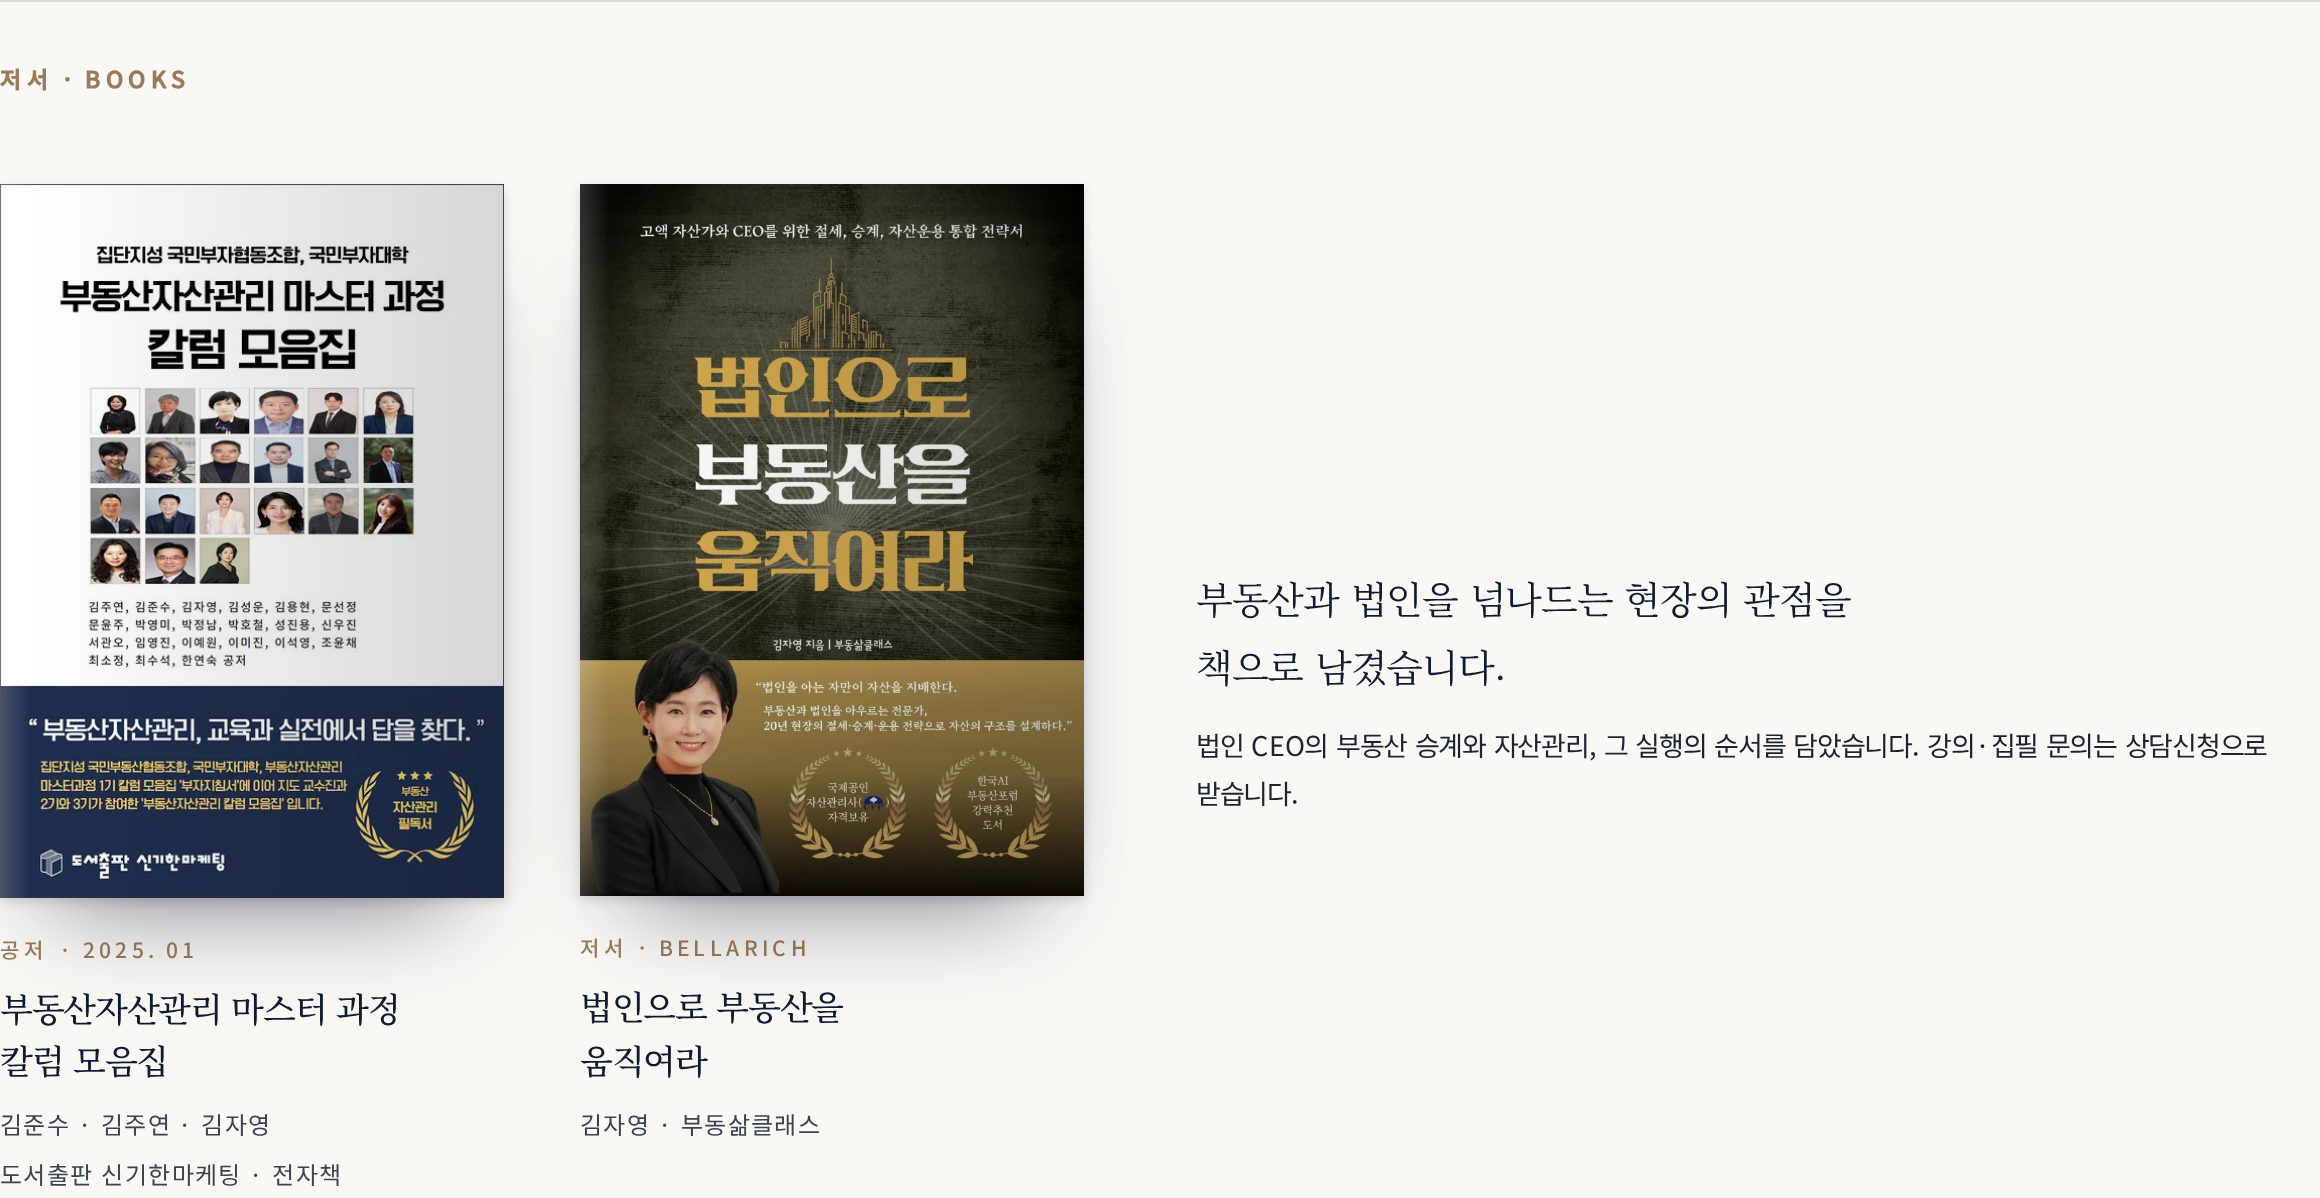 저서 · BOOKS
집단지성 국민부자협동조합, 국민부자대학
부동산자산관리 마스터 과정
칼럼 모음집
김주연, 김준수, 김자영, 김성운, 김용현, 문선정
문윤주, 박영미, 박정남, 박호철, 성진용, 신우진
서관오, 임영진, 이예원, 이미진, 이석영, 조윤채
최소정, 최수석, 한연숙 공저
“ 부동산자산관리, 교육과 실전에서 답을 찾다. ”
집단지성 국민부동산협동조합, 국민부자대학, 부동산자산관리
마스터과정 1기 칼럼 모음집 '부자지침서'에 이어 지도 교수진과
2기와 3기가 참여한 '부동산자산관리 칼럼 모음집' 입니다.
부동산
자산관리
필독서
도서출판 신기한마케팅
공저 · 2025. 01
부동산자산관리 마스터 과정
칼럼 모음집
김준수 · 김주연 · 김자영
도서출판 신기한마케팅 · 전자책
고액 자산가와 CEO를 위한 절세, 승계, 자산운용 통합 전략서
법인으로
부동산을
움직여라
김자영 지음 | 부동삶클래스
“법인을 아는 자만이 자산을 지배한다.
부동산과 법인을 아우르는 전문가,
20년 현장의 절세·승계·운용 전략으로 자산의 구조를 설계하다.”
국제공인
자산관리사( )
자격보유
한국AI
부동산포럼
강력추천
도서
저서 · BELLARICH
법인으로 부동산을
움직여라
김자영 · 부동삶클래스
부동산과 법인을 넘나드는 현장의 관점을
책으로 남겼습니다.
법인 CEO의 부동산 승계와 자산관리, 그 실행의 순서를 담았습니다. 강의·집필 문의는 상담신청으로
받습니다.